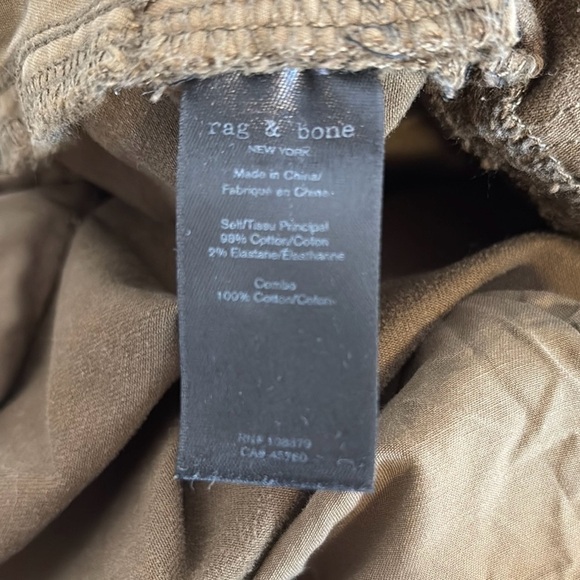 rag & bone
NEW YORK
Made in China/
Fabriqué en Chine
Self/Tissu Principal
98% Cotton/Coton
2% Elastane/Élasthanne
Combo
100% Cotton/Coton
RN# 138879
CA# 45760